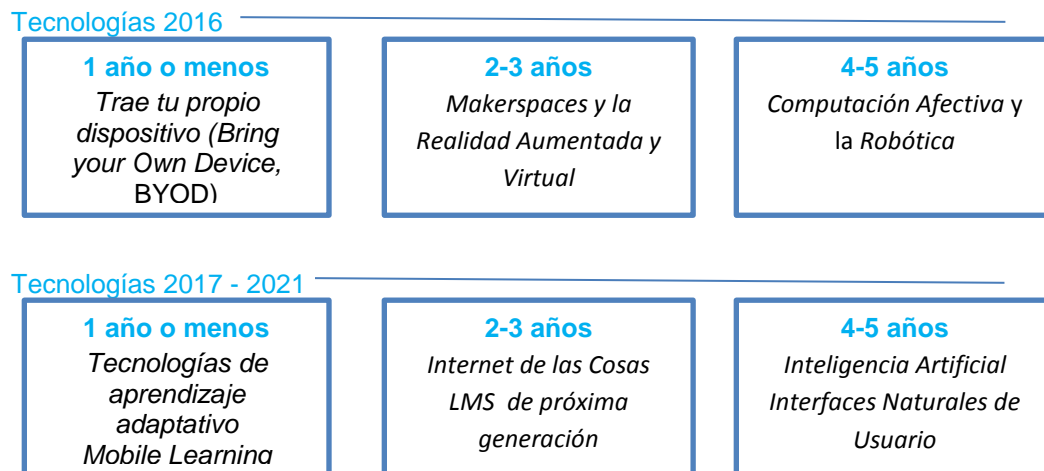 Tecnologías 2016
1 año o menos
Trae tu propio
dispositivo (Bring
your Own Device,
BYOD)
2-3 años
Makerspaces y la
Realidad Aumentada y
Virtual
4-5 años
Computación Afectiva y
la Robótica
Tecnologías 2017 - 2021
1 año o menos
Tecnologías de
aprendizaje
adaptativo
Mobile Learning
2-3 años
Internet de las Cosas
LMS de próxima
generación
4-5 años
Inteligencia Artificial
Interfaces Naturales de
Usuario